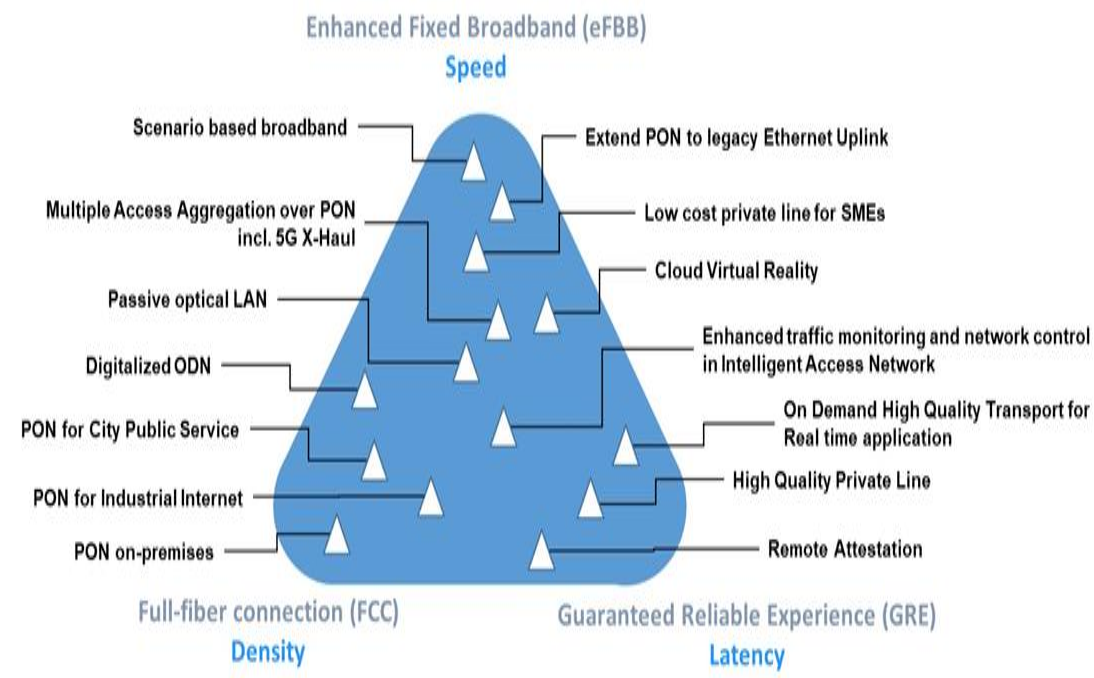 Enhanced Fixed Broadband (eFBB)
Speed
Scenario based broadband
Extend PON to legacy Ethernet Uplink
Multiple Access Aggregation over PON
incl. 5G X-Haul
Low cost private line for SMEs
Cloud Virtual Reality
Passive optical LAN
Enhanced traffic monitoring and network control
in Intelligent Access Network
Digitalized ODN
On Demand High Quality Transport for
Real time application
PON for City Public Service
High Quality Private Line
PON for Industrial Internet
PON on-premises
Remote Attestation
Full-fiber connection (FCC)
Density
Guaranteed Reliable Experience (GRE)
Latency